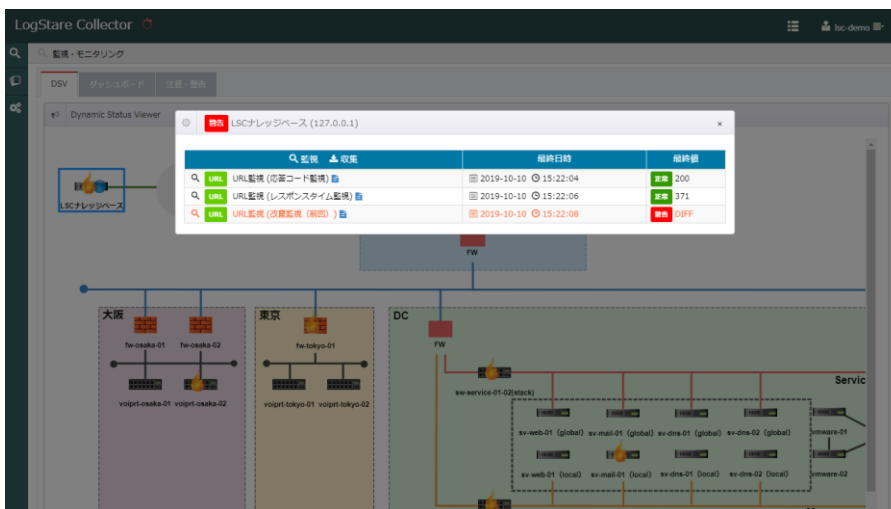 LogStare Collector
lsc-demo
監視・モニタリング
DSV
ダッシュボード
注意・警告
Dynamic Status Viewer
警告 LSCナレッジベース (127.0.0.1)
×
監視 収集 最終日時 最終値
URL URL監視 (応答コード監視) 2019-10-10 15:22:04 正常 200
URL URL監視 (レスポンスタイム監視) 2019-10-10 15:22:06 正常 371
URL URL監視 (改竄監視（前回）) 2019-10-10 15:22:08 警告 DIFF
LSCナレッジベース
FW
大阪
東京
DC
fw-osaka-01 fw-osaka-02
fw-tokyo-01
FW
voiprt-osaka-01 voiprt-osaka-02
voiprt-tokyo-01 voiprt-tokyo-02
sw-service-01-02(stack)
Servic
sv-web-01 (global) sv-mail-01 (global) sv-dns-01 (global) sv-dns-02 (global)
vmware-01
sv-web-01 (local) sv-mail-01 (local) sv-dns-01 (local) sv-dns-02 (local)
vmware-02